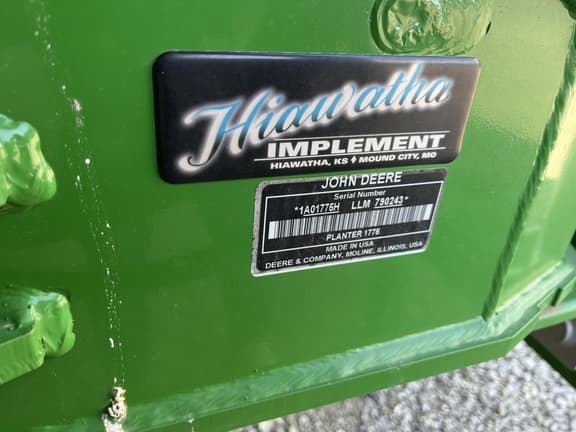 Hiawatha
IMPLEMENT
HIAWATHA, KS ♦ MOUND CITY, MO
JOHN DEERE
Serial Number
*1A01775H LLM 790243*
PLANTER 1775
MADE IN USA
DEERE & COMPANY, MOLINE, ILLINOIS, USA